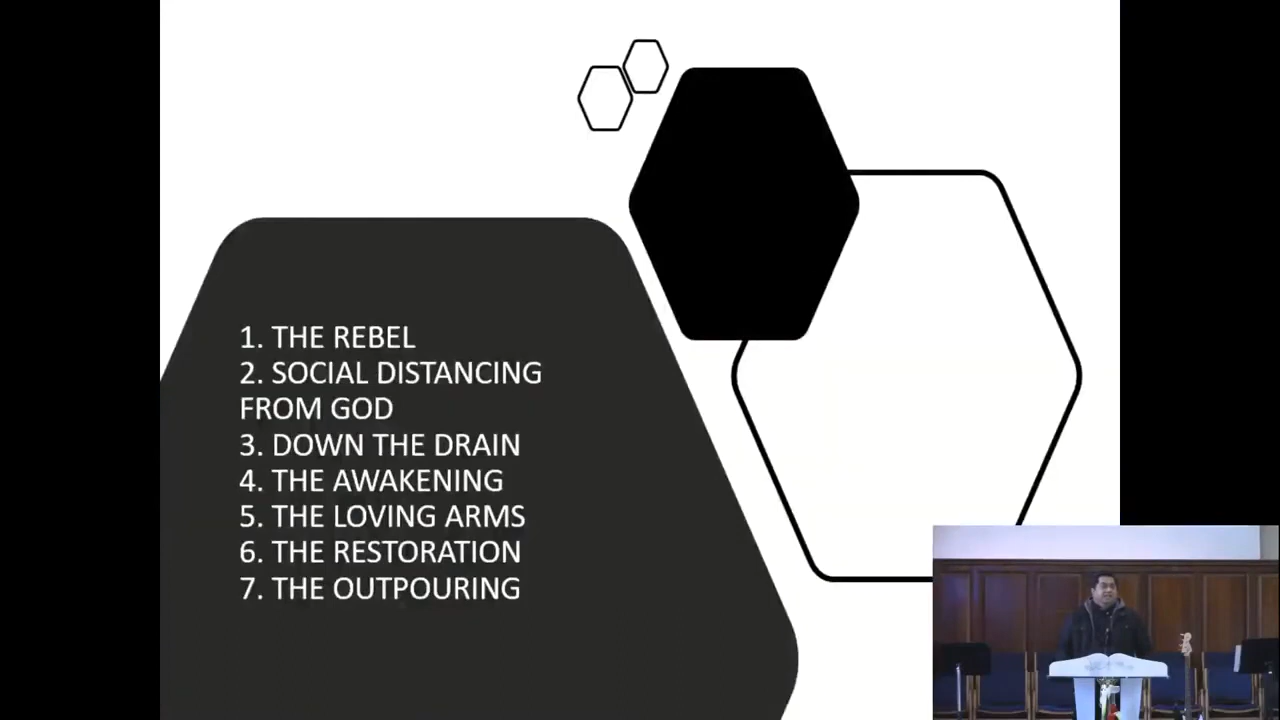 1. THE REBEL
2. SOCIAL DISTANCING
FROM GOD
3. DOWN THE DRAIN
4. THE AWAKENING
5. THE LOVING ARMS
6. THE RESTORATION
7. THE OUTPOURING